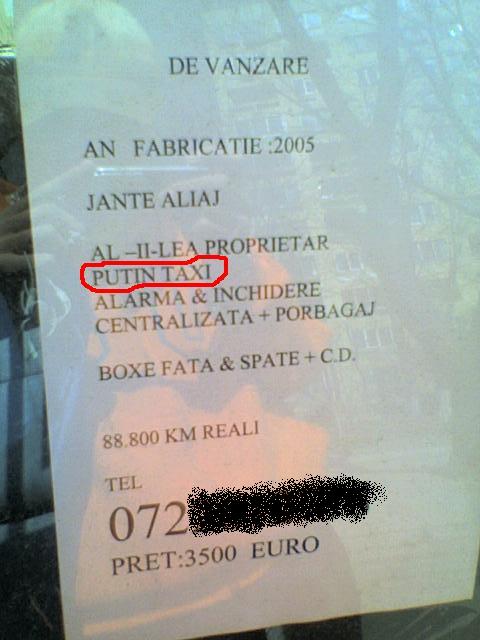 DE VANZARE
AN FABRICATIE :2005
JANTE ALIAJ
AL –II-LEA PROPRIETAR
PUTIN TAXI
ALARMA & INCHIDERE
CENTRALIZATA + PORBAGAJ
BOXE FATA & SPATE + C.D.
88.800 KM REALI
TEL
072
PRET:3500 EURO